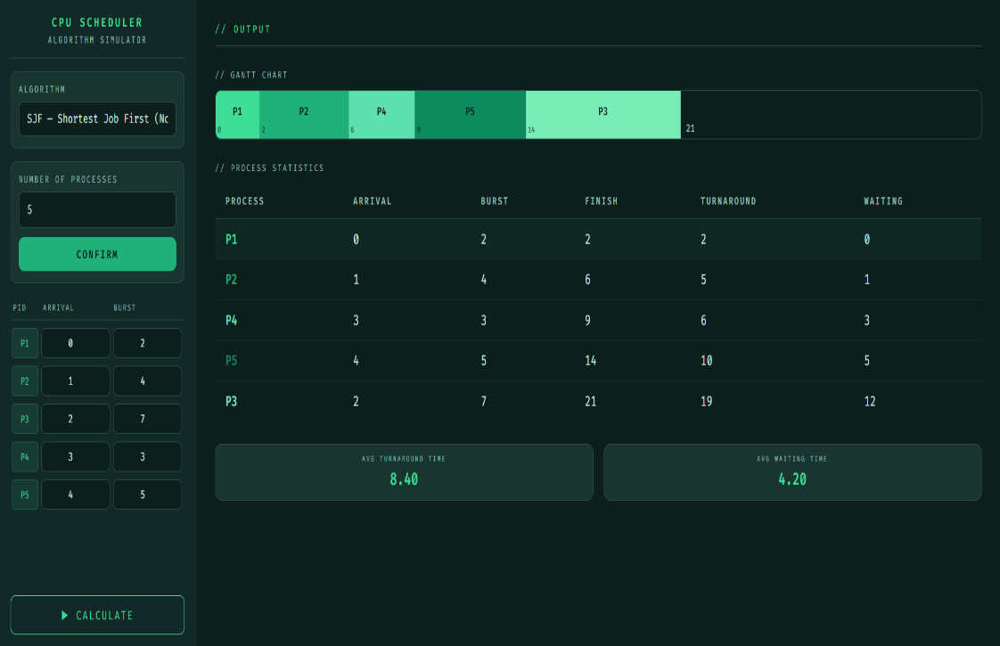 CPU SCHEDULER
ALGORITHM SIMULATOR
ALGORITHM
SJF — Shortest Job First (Nc
NUMBER OF PROCESSES
5
CONFIRM
PID ARRIVAL BURST
P1 0 2
P2 1 4
P3 2 7
P4 3 3
P5 4 5
▶ CALCULATE
// OUTPUT
// GANTT CHART
P1 P2 P4 P5 P3
0 2 6 9 14 21
// PROCESS STATISTICS
PROCESS ARRIVAL BURST FINISH TURNAROUND WAITING
P1 0 2 2 2 0
P2 1 4 6 5 1
P4 3 3 9 6 3
P5 4 5 14 10 5
P3 2 7 21 19 12
AVG TURNAROUND TIME
8.40
AVG WAITING TIME
4.20